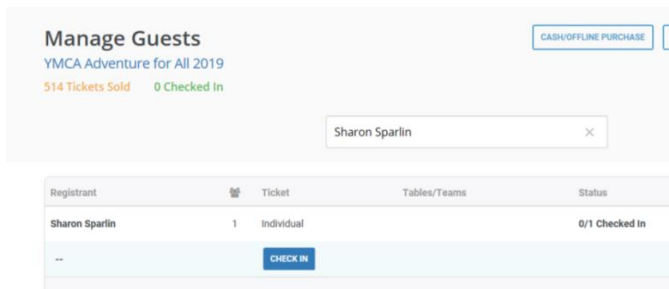 Manage Guests
CASH/OFFLINE PURCHASE
YMCA Adventure for All 2019
514 Tickets Sold 0 Checked In
Sharon Sparlin ×
Registrant Ticket Tables/Teams Status
Sharon Sparlin 1 Individual 0/1 Checked In
-- CHECK IN